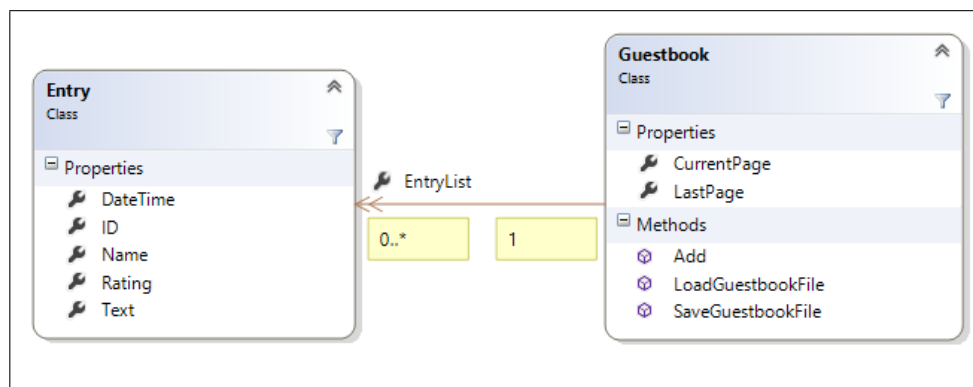 Entry
Class
Properties
DateTime
ID
Name
Rating
Text
EntryList
0..*
1
Guestbook
Class
Properties
CurrentPage
LastPage
Methods
Add
LoadGuestbookFile
SaveGuestbookFile